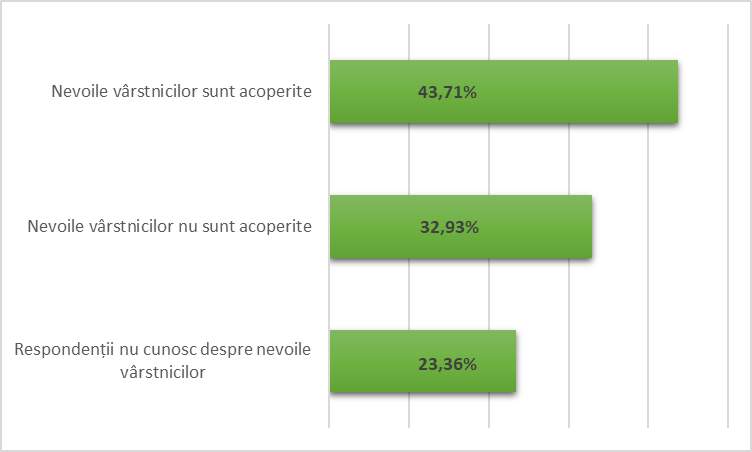 Nevoile vârstnicilor sunt acoperite
43,71%
Nevoile vârstnicilor nu sunt acoperite
32,93%
Respondenții nu cunosc despre nevoile
vârstnicilor
23,36%